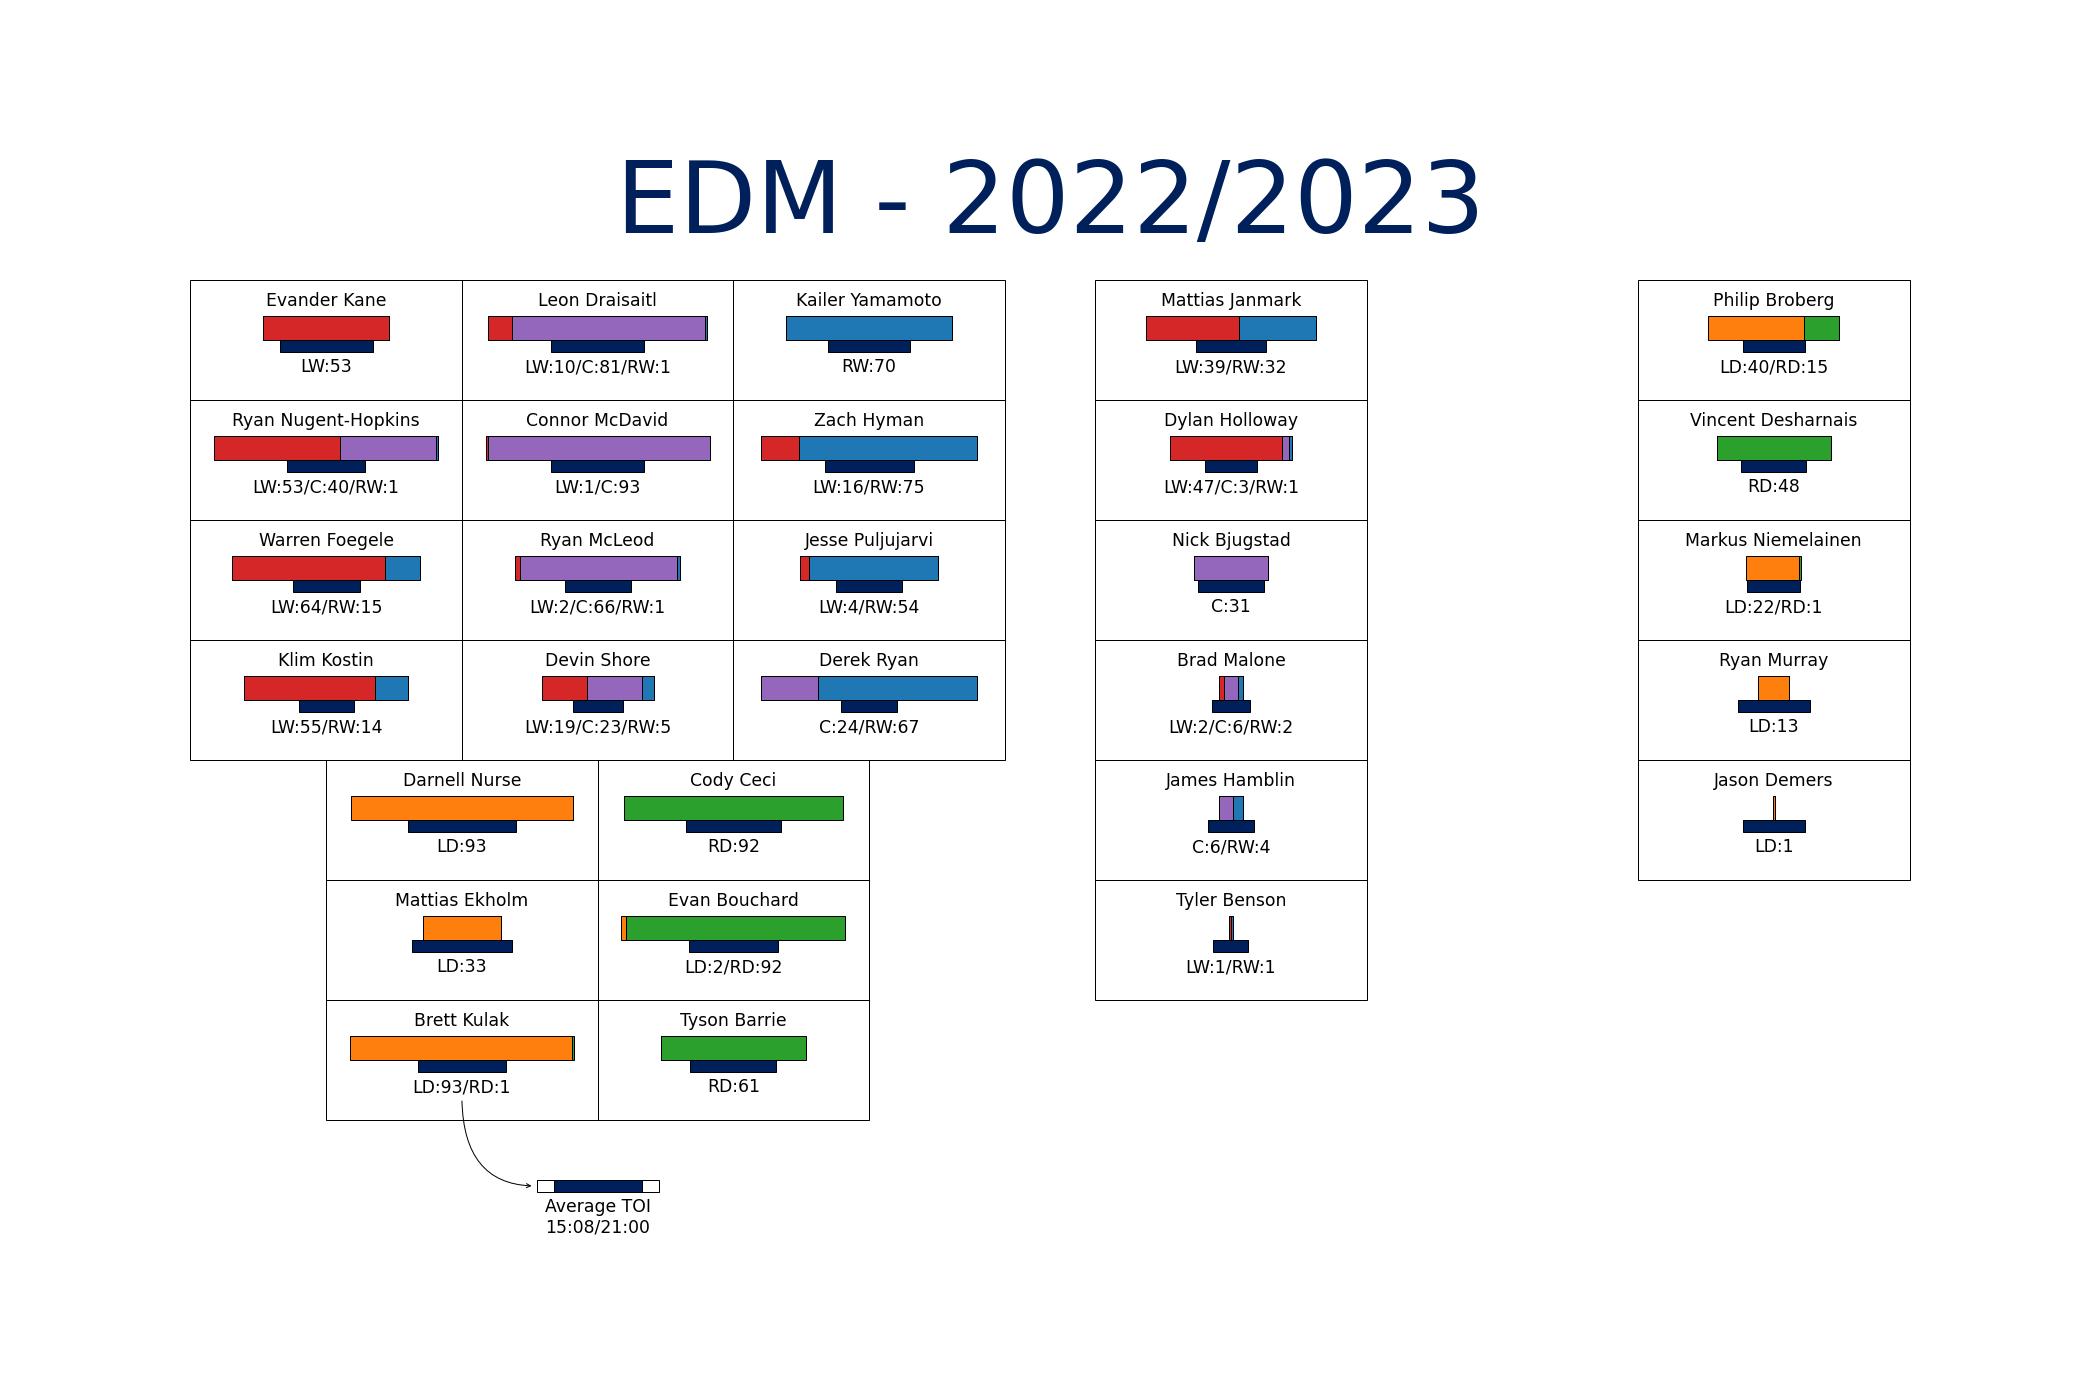 EDM - 2022/2023
Evander Kane
LW:53
Leon Draisaitl
LW:10/C:81/RW:1
Kailer Yamamoto
RW:70
Ryan Nugent-Hopkins
LW:53/C:40/RW:1
Connor McDavid
LW:1/C:93
Zach Hyman
LW:16/RW:75
Warren Foegele
LW:64/RW:15
Ryan McLeod
LW:2/C:66/RW:1
Jesse Puljujarvi
LW:4/RW:54
Klim Kostin
LW:55/RW:14
Devin Shore
LW:19/C:23/RW:5
Derek Ryan
C:24/RW:67
Darnell Nurse
LD:93
Cody Ceci
RD:92
Mattias Ekholm
LD:33
Evan Bouchard
LD:2/RD:92
Brett Kulak
LD:93/RD:1
Tyson Barrie
RD:61
Average TOI
15:08/21:00
Mattias Janmark
LW:39/RW:32
Dylan Holloway
LW:47/C:3/RW:1
Nick Bjugstad
C:31
Brad Malone
LW:2/C:6/RW:2
James Hamblin
C:6/RW:4
Tyler Benson
LW:1/RW:1
Philip Broberg
LD:40/RD:15
Vincent Desharnais
RD:48
Markus Niemelainen
LD:22/RD:1
Ryan Murray
LD:13
Jason Demers
LD:1